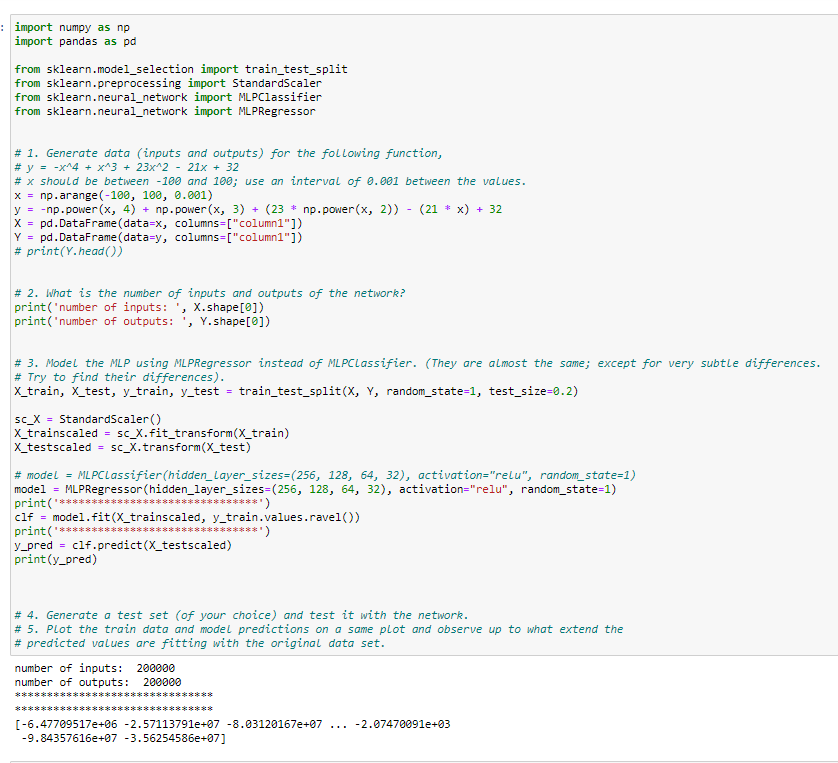 import numpy as np
import pandas as pd
from sklearn.model_selection import train_test_split
from sklearn.preprocessing import StandardScaler
from sklearn.neural_network import MLPClassifier
from sklearn.neural_network import MLPRegressor
# 1. Generate data (inputs and outputs) for the following function,
# y = -x^4 + x^3 + 23x^2 - 21x + 32
# x should be between -100 and 100; use an interval of 0.001 between the values.
x = np.arange(-100, 100, 0.001)
y = -np.power(x, 4) + np.power(x, 3) + (23 * np.power(x, 2)) - (21 * x) + 32
X = pd.DataFrame(data=x, columns=["column1"])
Y = pd.DataFrame(data=y, columns=["column1"])
# print(Y.head())
# 2. What is the number of inputs and outputs of the network?
print('number of inputs: ', X.shape[0])
print('number of outputs: ', Y.shape[0])
# 3. Model the MLP using MLPRegressor instead of MLPClassifier. (They are almost the same; except for very subtle differences.
# Try to find their differences).
X_train, X_test, y_train, y_test = train_test_split(X, Y, random_state=1, test_size=0.2)
sc_X = StandardScaler()
X_trainscaled = sc_X.fit_transform(X_train)
X_testscaled = sc_X.transform(X_test)
# model = MLPClassifier(hidden_layer_sizes=(256, 128, 64, 32), activation="relu", random_state=1)
model = MLPRegressor(hidden_layer_sizes=(256, 128, 64, 32), activation="relu", random_state=1)
print('*******************************')
clf = model.fit(X_trainscaled, y_train.values.ravel())
print('*******************************')
y_pred = clf.predict(X_testscaled)
print(y_pred)
# 4. Generate a test set (of your choice) and test it with the network.
# 5. Plot the train data and model predictions on a same plot and observe up to what extend the
# predicted values are fitting with the original data set.
number of inputs:  200000
number of outputs:  200000
*******************************
*******************************
[-6.47709517e+06 -2.57113791e+07 -8.03120167e+07 ... -2.07470091e+03
-9.84357616e+07 -3.56254586e+07]